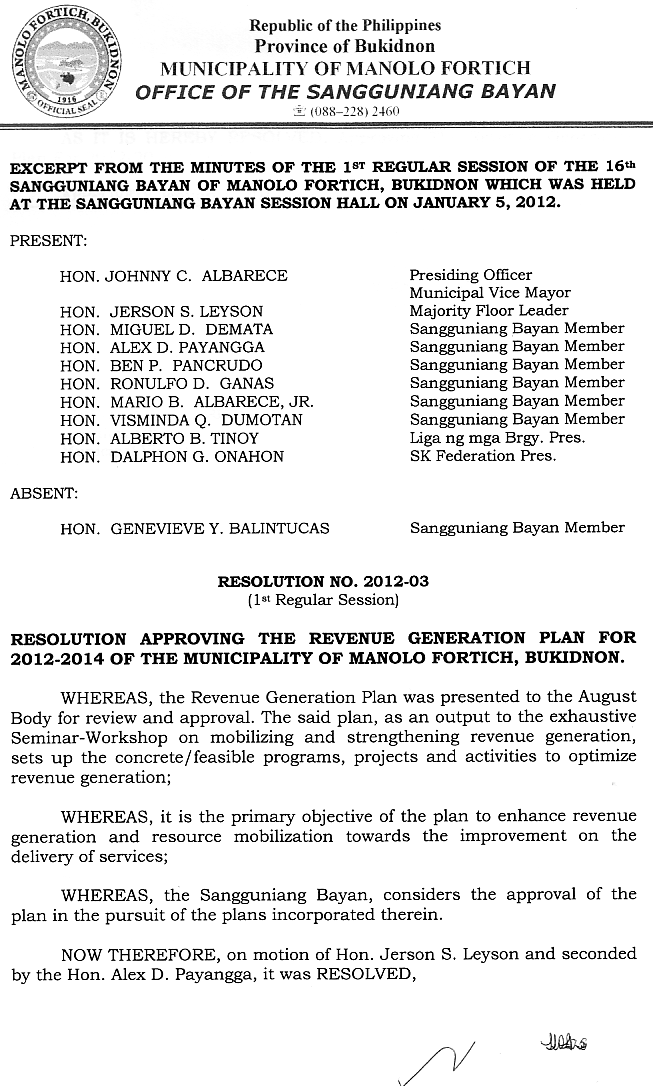 MANOLO FORTICH, BUKIDNON
1916
OFFICIAL SEAL
Republic of the Philippines
Province of Bukidnon
MUNICIPALITY OF MANOLO FORTICH
OFFICE OF THE SANGGUNIANG BAYAN
☏ (088–228) 2460
EXCERPT FROM THE MINUTES OF THE 1ST REGULAR SESSION OF THE 16th
SANGGUNIANG BAYAN OF MANOLO FORTICH, BUKIDNON WHICH WAS HELD
AT THE SANGGUNIANG BAYAN SESSION HALL ON JANUARY 5, 2012.
PRESENT:
HON. JOHNNY C. ALBARECE Presiding Officer
Municipal Vice Mayor
HON. JERSON S. LEYSON Majority Floor Leader
HON. MIGUEL D. DEMATA Sangguniang Bayan Member
HON. ALEX D. PAYANGGA Sangguniang Bayan Member
HON. BEN P. PANCRUDO Sangguniang Bayan Member
HON. RONULFO D. GANAS Sangguniang Bayan Member
HON. MARIO B. ALBARECE, JR. Sangguniang Bayan Member
HON. VISMINDA Q. DUMOTAN Sangguniang Bayan Member
HON. ALBERTO B. TINOY Liga ng mga Brgy. Pres.
HON. DALPHON G. ONAHON SK Federation Pres.
ABSENT:
HON. GENEVIEVE Y. BALINTUCAS Sangguniang Bayan Member
RESOLUTION NO. 2012-03
(1st Regular Session)
RESOLUTION APPROVING THE REVENUE GENERATION PLAN FOR
2012-2014 OF THE MUNICIPALITY OF MANOLO FORTICH, BUKIDNON.
WHEREAS, the Revenue Generation Plan was presented to the August
Body for review and approval. The said plan, as an output to the exhaustive
Seminar-Workshop on mobilizing and strengthening revenue generation,
sets up the concrete/feasible programs, projects and activities to optimize
revenue generation;
WHEREAS, it is the primary objective of the plan to enhance revenue
generation and resource mobilization towards the improvement on the
delivery of services;
WHEREAS, the Sangguniang Bayan, considers the approval of the
plan in the pursuit of the plans incorporated therein.
NOW THEREFORE, on motion of Hon. Jerson S. Leyson and seconded
by the Hon. Alex D. Payangga, it was RESOLVED,